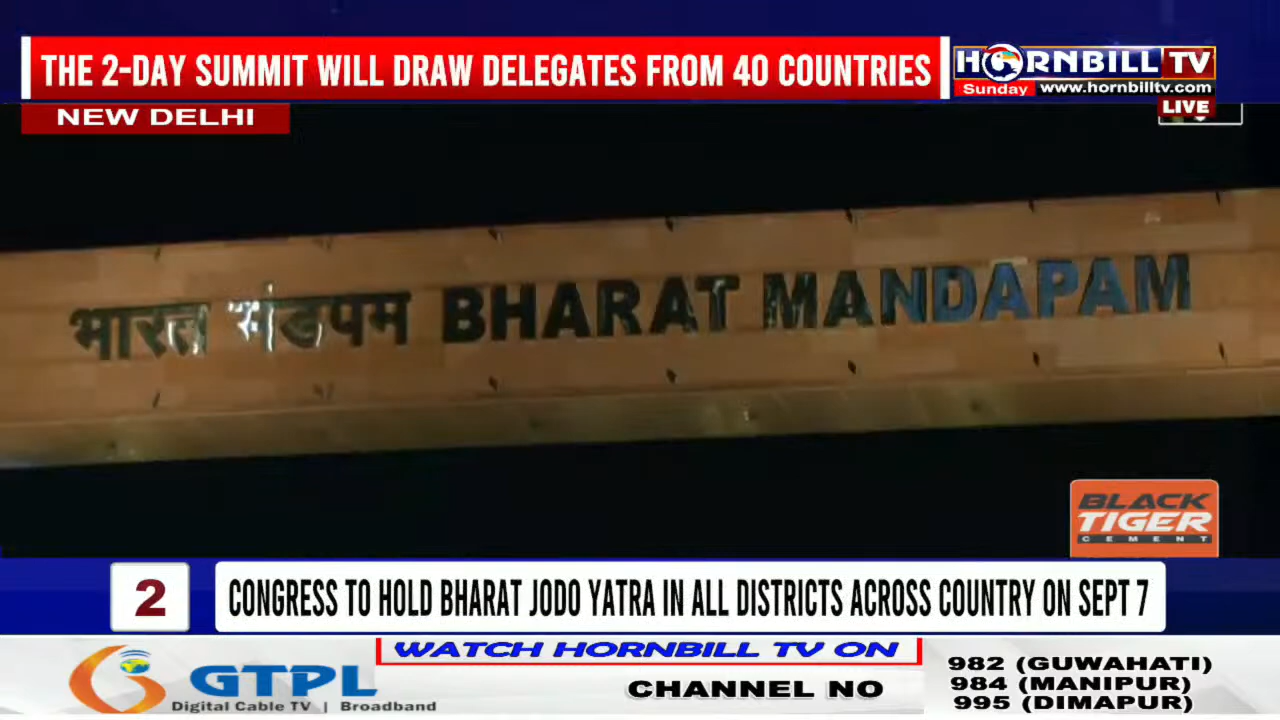 THE 2-DAY SUMMIT WILL DRAW DELEGATES FROM 40 COUNTRIES
HORNBILL TV
Sunday www.hornbilltv.com
LIVE
NEW DELHI
भारत मंडपम BHARAT MANDAPAM
BLACK
TIGER
CEMENT
2
CONGRESS TO HOLD BHARAT JODO YATRA IN ALL DISTRICTS ACROSS COUNTRY ON SEPT 7
WATCH HORNBILL TV ON
GTPL
Digital Cable TV | Broadband
CHANNEL NO
982 (GUWAHATI)
984 (MANIPUR)
995 (DIMAPUR)